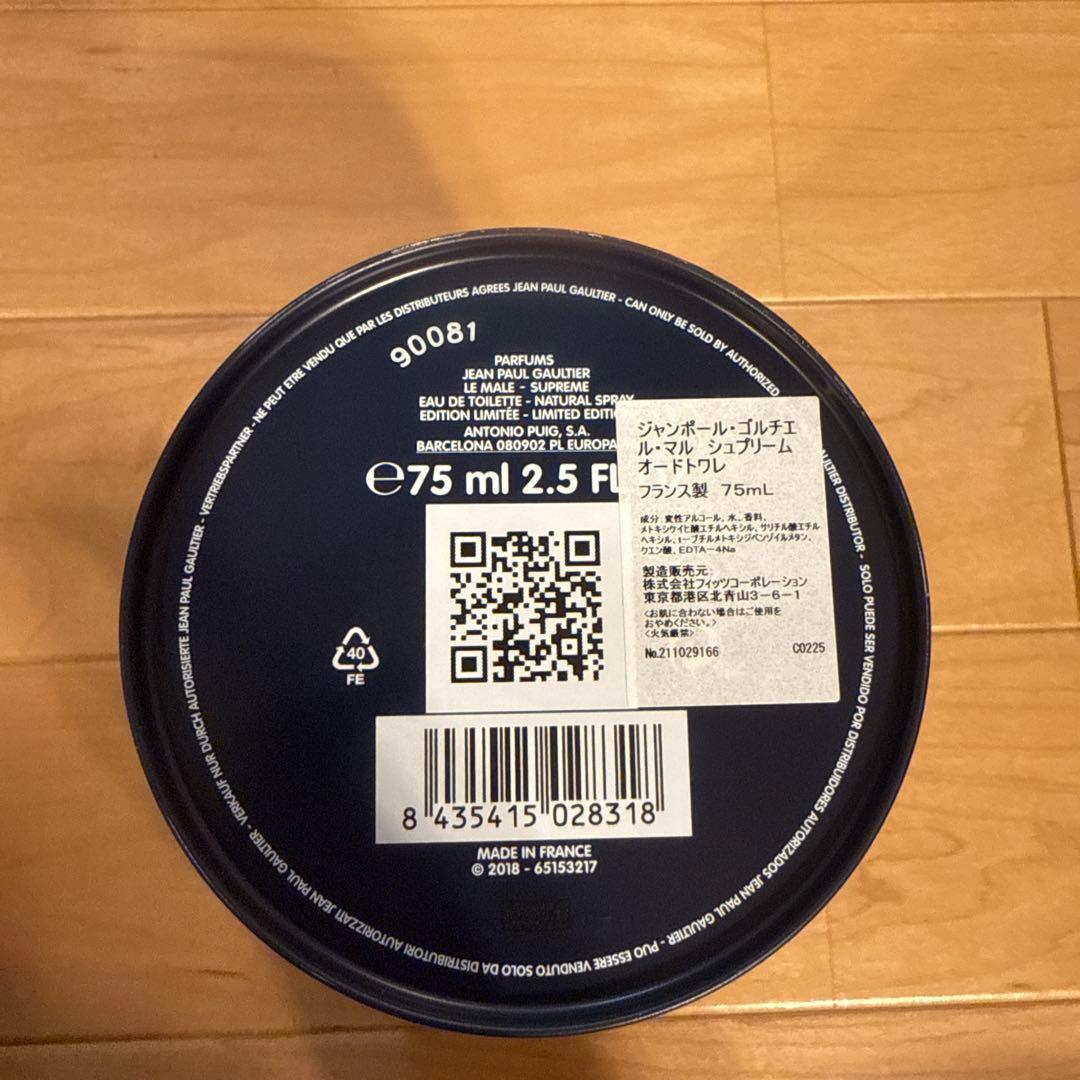 NE PEUT ETRE VENDU QUE PAR LES DISTRIBUTEURS AGREES JEAN PAUL GAULTIER - CAN ONLY BE SOLD BY AUTHORIZED
AULTIER DISTRIBUTOR - SOLO PUEDE SER VENDIDO POR DISTRIBUIDORES AUTORIZADOS JEAN PAUL GAULTIER - PUO ESSERE VENDUTO SOLO DA DISTRIBUTORI AUTORIZZATI JEAN PAUL GAULTIER - VERKAUF NUR DURCH AUTORISIERTE JEAN PAUL GAULTIER - VERTRIEBSPARTNER -
90081
PARFUMS
JEAN PAUL GAULTIER
LE MALE - SUPREME
EAU DE TOILETTE - NATURAL SPRAY
EDITION LIMITÉE - LIMITED EDITIO
ANTONIO PUIG, S.A.
BARCELONA 080902 PL EUROPA
℮75 ml 2.5 FL
ジャンポール・ゴルチエ
ル・マル シュプリーム
オードトワレ
フランス製 75mL
成分:変性アルコール、水、香料、
メトキシケイヒ酸エチルヘキシル、サリチル酸エチル
ヘキシル、t-ブチルメトキシジベンゾイルメタン、
クエン酸、EDTA-4Na
製造販売元:
株式会社フィッツコーポレーション
東京都港区北青山3-6-1
<お肌に合わない場合はご使用を
おやめください。>
<火気厳禁>
No.211029166 C0225
40
FE
8 435415 028318
MADE IN FRANCE
© 2018 - 65153217